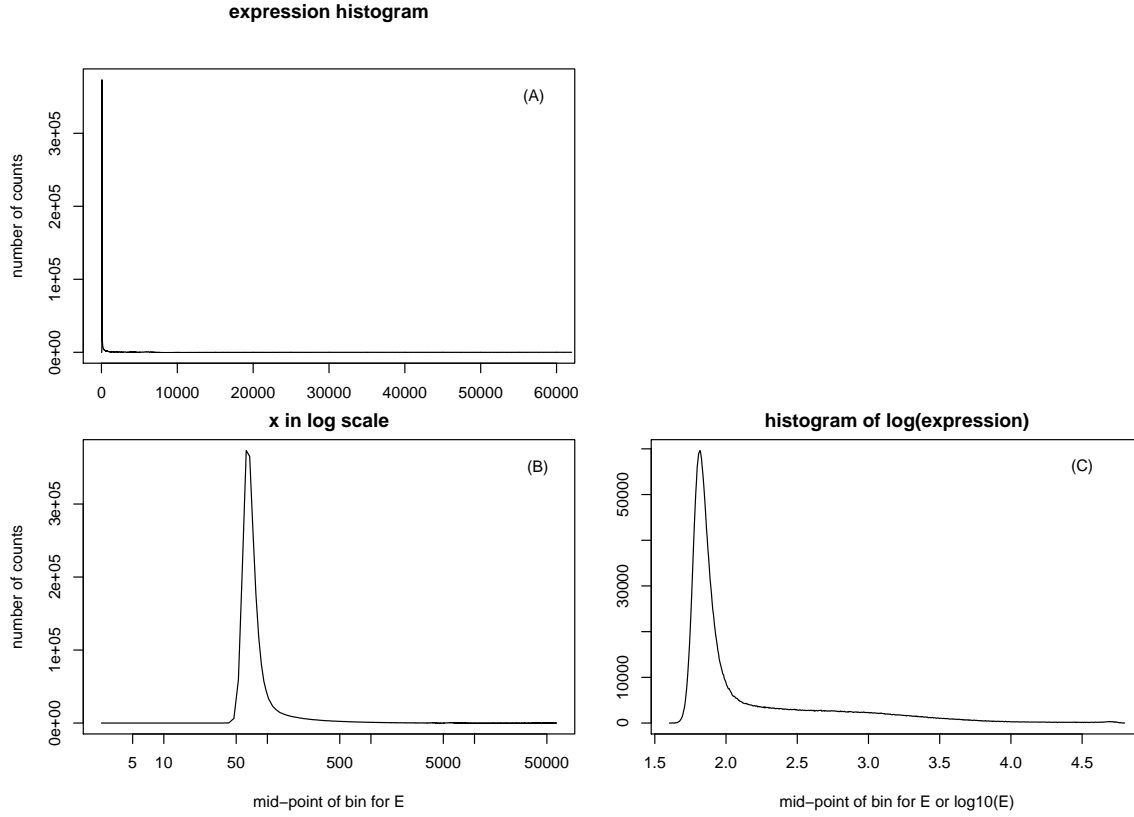 expression histogram
(A)
number of counts
3e+05
2e+05
1e+05
0e+00
0 10000 20000 30000 40000 50000 60000
x in log scale
(B)
number of counts
3e+05
2e+05
1e+05
0e+00
5 10 50 500 5000 50000
mid−point of bin for E
histogram of log(expression)
(C)
50000
30000
10000
0
1.5 2.0 2.5 3.0 3.5 4.0 4.5
mid−point of bin for E or log10(E)